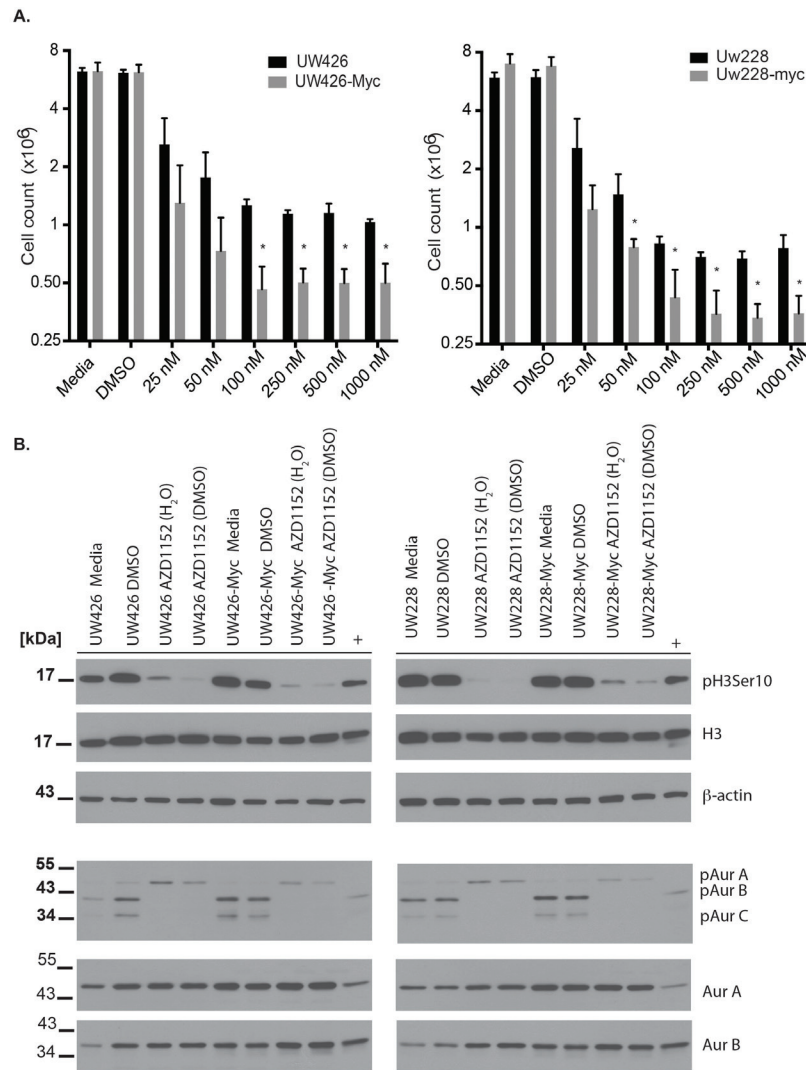 A.
UW426
UW426-Myc
Cell count (x10⁶)
8
4
2
1
0.50
0.25
Media
DMSO
25 nM
50 nM
100 nM
250 nM
500 nM
1000 nM
* * * *
Uw228
Uw228-myc
Cell count (x10⁶)
8
4
2
1
0.50
0.25
Media
DMSO
25 nM
50 nM
100 nM
250 nM
500 nM
1000 nM
* * * * *
B.
UW426 Media
UW426 DMSO
UW426 AZD1152 (H₂O)
UW426 AZD1152 (DMSO)
UW426-Myc Media
UW426-Myc DMSO
UW426-Myc AZD1152 (H₂O)
UW426 -Myc AZD1152 (DMSO)
+
UW228 Media
UW228 DMSO
UW228 AZD1152 (H₂O)
UW228 AZD1152 (DMSO)
UW228-Myc Media
UW228-Myc DMSO
UW228-Myc AZD1152 (H₂O)
UW228-Myc AZD1152 (DMSO)
+
[kDa]
17
pH3Ser10
17
H3
43
β-actin
55
43
34
pAur A
pAur B
pAur C
55
43
Aur A
43
34
Aur B